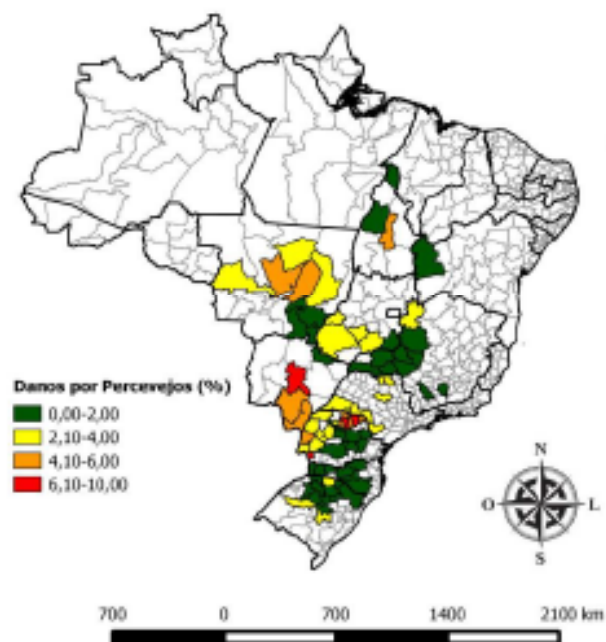 Danos por Percevejos (%)
0,00-2,00
2,10-4,00
4,10-6,00
6,10-10,00
N
O
L
S
700
0
700
1400
2100 km